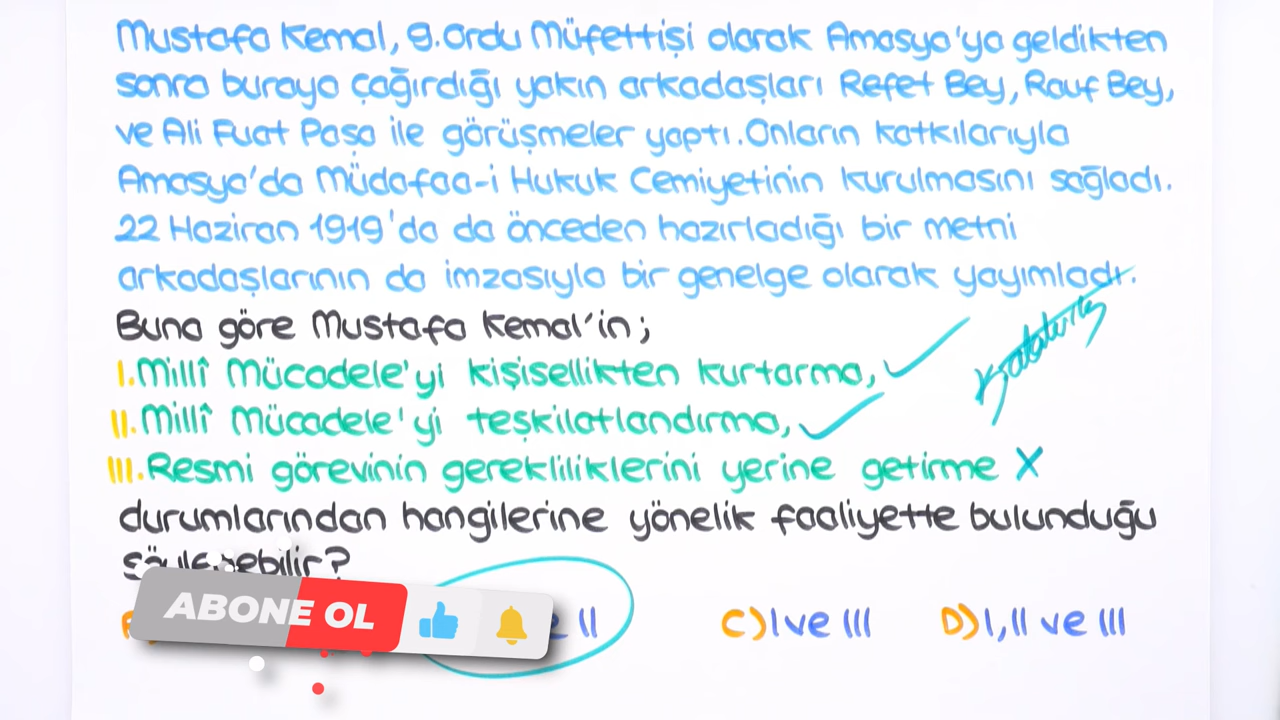 Mustafa Kemal, 9.Ordu Müfettişi olarak Amasya'ya geldikten
sonra buraya çağırdığı yakın arkadaşları Refet Bey, Rauf Bey,
ve Ali Fuat Paşa ile görüşmeler yaptı. Onların katkılarıyla
Amasya'da Müdafaa-i Hukuk Cemiyetinin kurulmasını sağladı.
22 Haziran 1919'da da önceden hazırladığı bir metni
arkadaşlarının da imzasıyla bir genelge olarak yayımladı.
Buna göre Mustafa Kemal'in;
I.Millî Mücadele'yi kişisellikten kurtarma,
II.Millî Mücadele'yi teşkilatlandırma,
III.Resmi görevinin gerekliliklerini yerine getirme X
durumlarından hangilerine yönelik faaliyette bulunduğu
söylenebilir?
ABONE OL
II
C)I ve III
D)I,II ve III